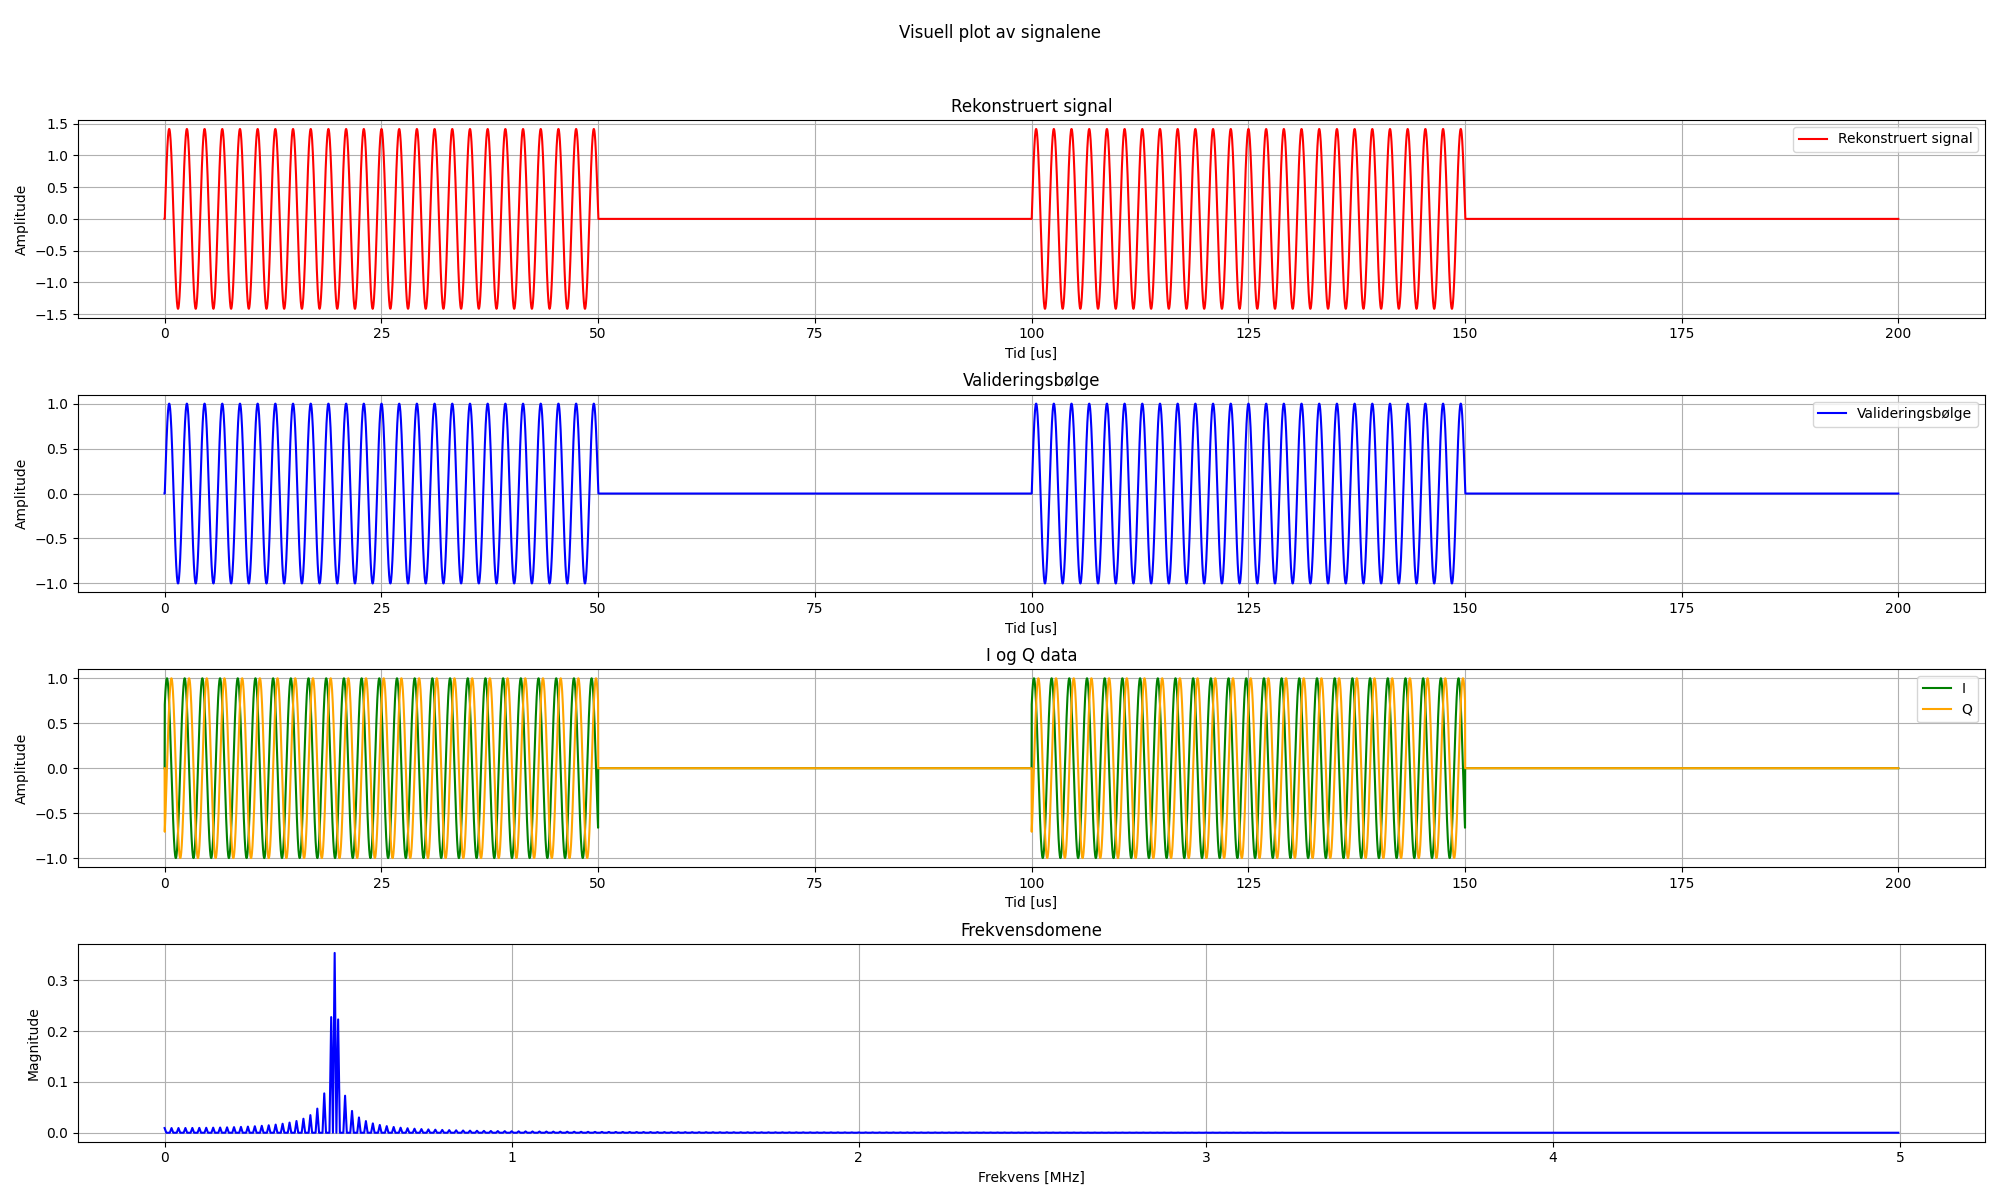 Visuell plot av signalene
Rekonstruert signal
1.5
1.0
0.5
0.0
−0.5
−1.0
−1.5
Amplitude
Rekonstruert signal
0 25 50 75 100 125 150 175 200
Tid [us]
Valideringsbølge
1.0
0.5
0.0
−0.5
−1.0
Amplitude
Valideringsbølge
0 25 50 75 100 125 150 175 200
Tid [us]
I og Q data
1.0
0.5
0.0
−0.5
−1.0
Amplitude
I
Q
0 25 50 75 100 125 150 175 200
Tid [us]
Frekvensdomene
0.3
0.2
0.1
0.0
Magnitude
0 1 2 3 4 5
Frekvens [MHz]